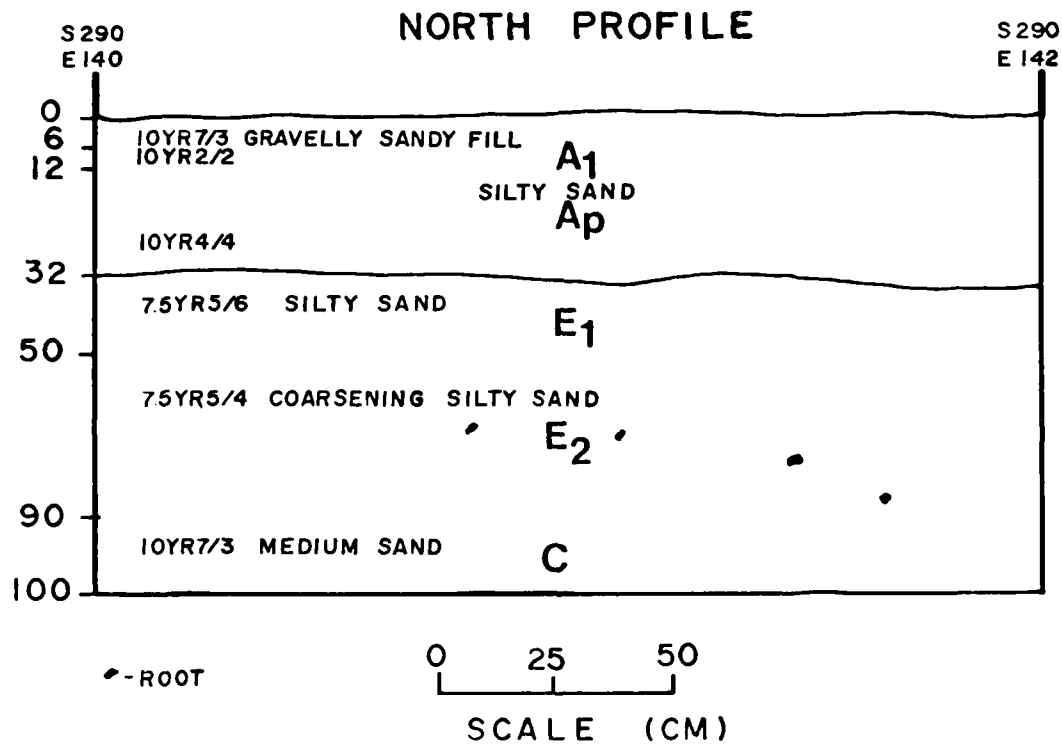 NORTH PROFILE
S290
E140
S290
E142
0
6 10YR7/3 GRAVELLY SANDY FILL
10YR2/2 A1
12
SILTY SAND
Ap
10YR4/4
32
7.5YR5/6 SILTY SAND E1
50
7.5YR5/4 COARSENING SILTY SAND
E2
90
10YR7/3 MEDIUM SAND C
100
-ROOT
0 25 50
SCALE (CM)